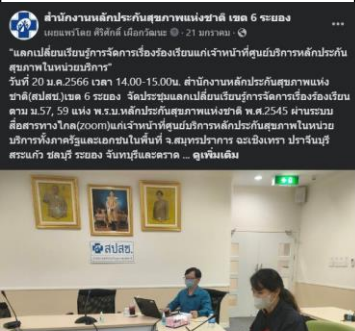 สำนักงานหลักประกันสุขภาพแห่งชาติ เขต 6 ระยอง
เผยแพร่โดย ศิริศักดิ์ เผือกวัฒนะ · 21 มกราคม ·
"แลกเปลี่ยนเรียนรู้การจัดการเรื่องร้องเรียนแก่เจ้าหน้าที่ศูนย์บริการหลักประกัน
สุขภาพในหน่วยบริการ"
วันที่ 20 ม.ค.2566 เวลา 14.00-15.00น. สำนักงานหลักประกันสุขภาพแห่ง
ชาติ(สปสช.)เขต 6 ระยอง จัดประชุมแลกเปลี่ยนเรียนรู้การจัดการเรื่องร้องเรียน
ตาม ม.57, 59 แห่ง พ.ร.บ.หลักประกันสุขภาพแห่งชาติ พ.ศ.2545 ผ่านระบบ
สื่อสารทางไกล(zoom)แก่เจ้าหน้าที่ศูนย์บริการหลักประกันสุขภาพในหน่วย
บริการทั้งภาครัฐและเอกชนในพื้นที่ จ.สมุทรปราการ ฉะเชิงเทรา ปราจีนบุรี
สระแก้ว ชลบุรี ระยอง จันทบุรีและตราด ... ดูเพิ่มเติม
สปสช.